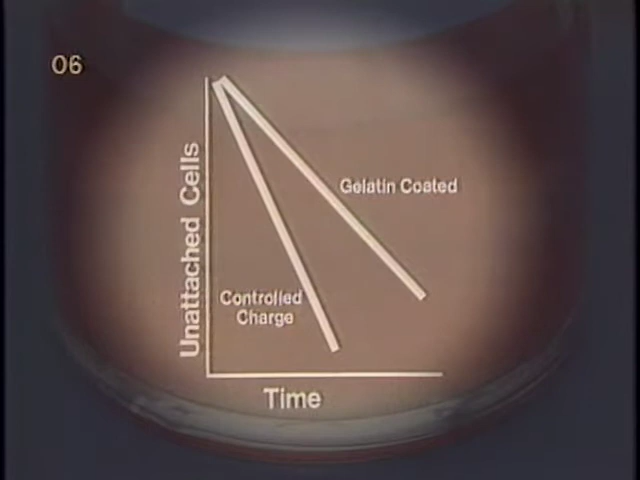 06
Unattached Cells
Gelatin Coated
Controlled
Charge
Time